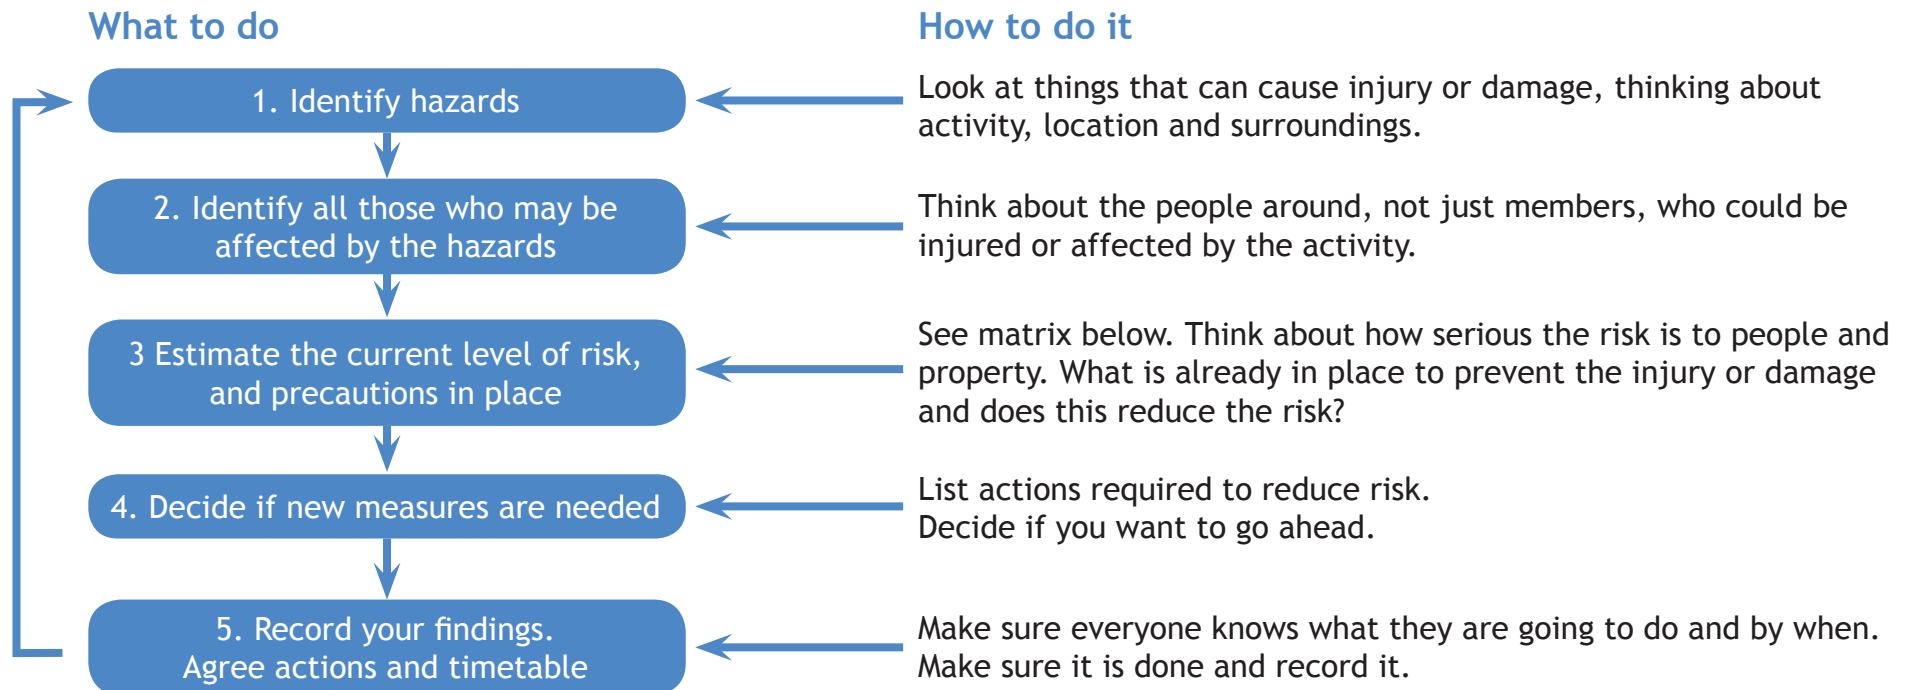 What to do
How to do it
1. Identify hazards
Look at things that can cause injury or damage, thinking about
activity, location and surroundings.
2. Identify all those who may be
affected by the hazards
Think about the people around, not just members, who could be
injured or affected by the activity.
3 Estimate the current level of risk,
and precautions in place
See matrix below. Think about how serious the risk is to people and
property. What is already in place to prevent the injury or damage
and does this reduce the risk?
4. Decide if new measures are needed
List actions required to reduce risk.
Decide if you want to go ahead.
5. Record your findings.
Agree actions and timetable
Make sure everyone knows what they are going to do and by when.
Make sure it is done and record it.